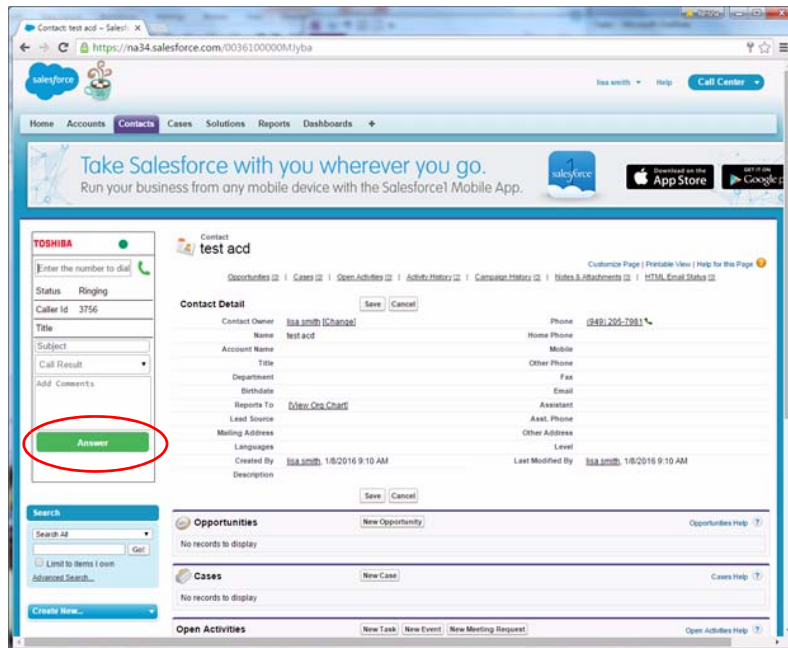 Contact: test acd ~ Salesf
https://na34.salesforce.com/0036100000MJyba
salesforce
lisa smith Help Call Center
Home Accounts Contacts Cases Solutions Reports Dashboards +
Take Salesforce with you wherever you go.
Run your business from any mobile device with the Salesforce1 Mobile App.
salesforce
Download on the
App Store
GET IT ON
Google p
TOSHIBA
Enter the number to dial
Status Ringing
Caller Id 3756
Title
Subject
Call Result
Add Comments
Answer
Contact
test acd
Customize Page | Printable View | Help for this Page
Opportunities [0] | Cases [0] | Open Activities [0] | Activity History [0] | Campaign History [0] | Notes & Attachments [0] | HTML Email Status [0]
Contact Detail Save Cancel
Contact Owner lisa smith [Change] Phone (949) 205-7981
Name test acd Home Phone
Account Name Mobile
Title Other Phone
Department Fax
Birthdate Email
Reports To [View Org Chart] Assistant
Lead Source Asst. Phone
Mailing Address Other Address
Languages Level
Created By lisa smith, 1/8/2016 9:10 AM Last Modified By lisa smith, 1/8/2016 9:10 AM
Description
Save Cancel
Search
Search All
Go!
Limit to items I own
Advanced Search...
Create New...
Opportunities New Opportunity Opportunities Help ?
No records to display
Cases New Case Cases Help ?
No records to display
Open Activities New Task New Event New Meeting Request Open Activities Help ?